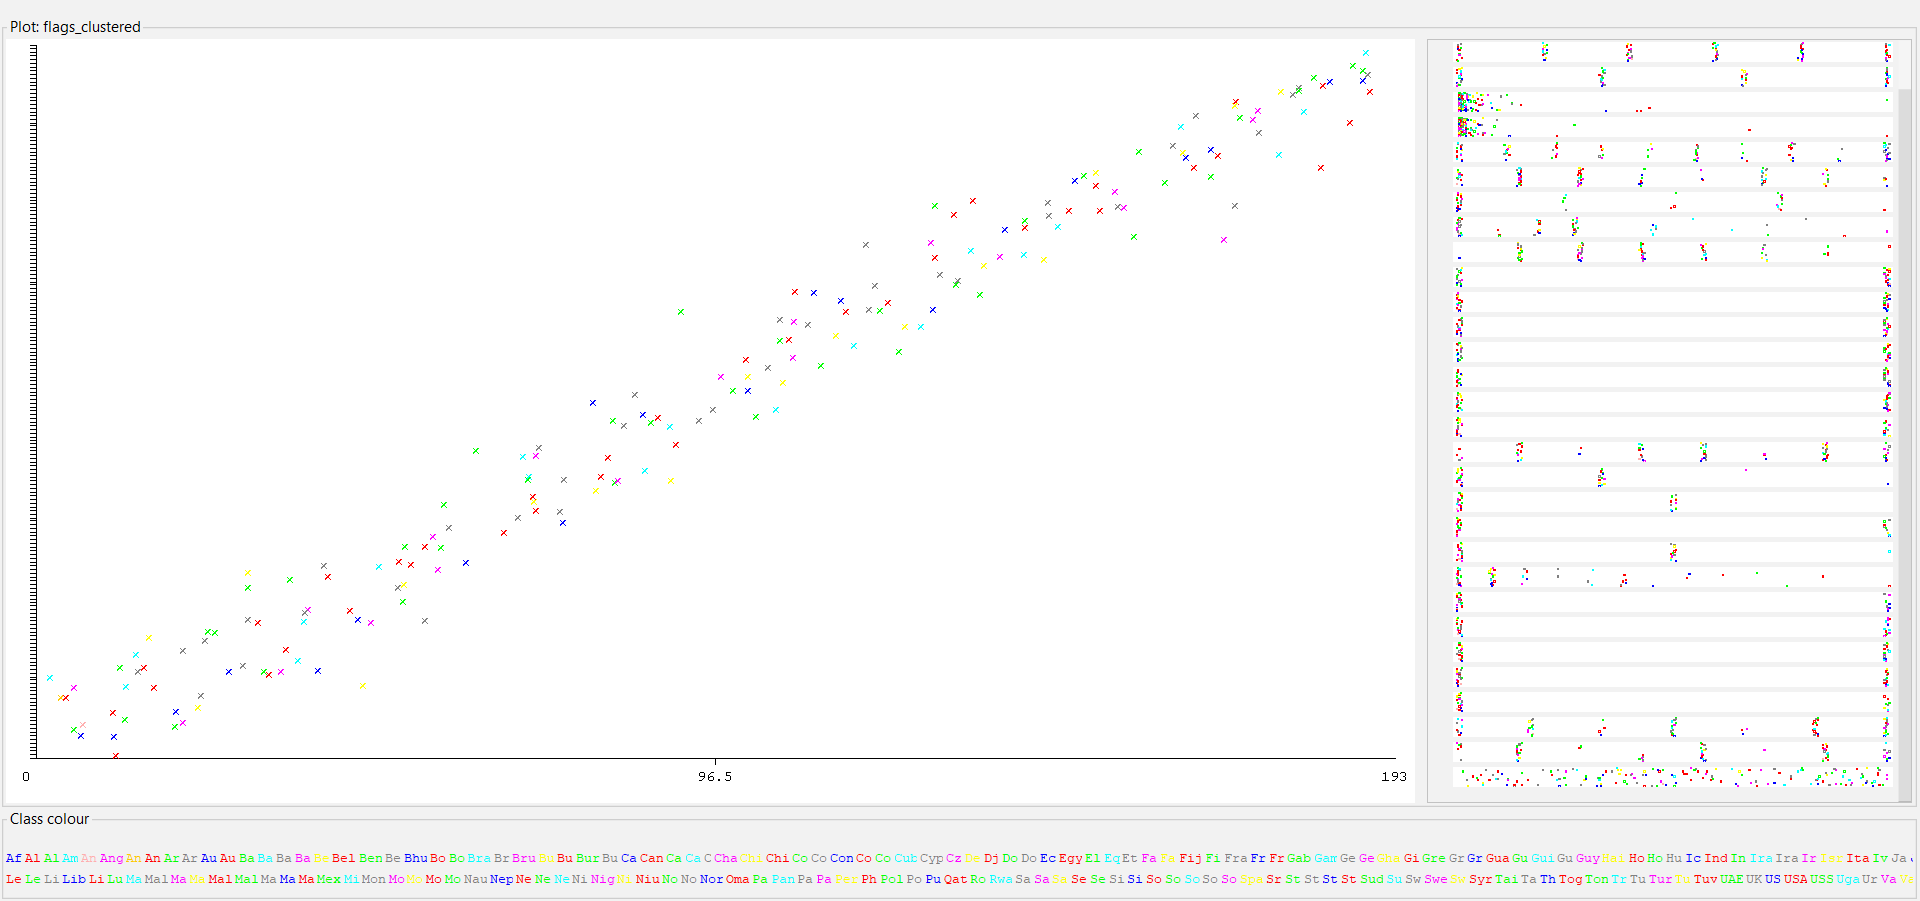 Plot: flags_clustered
0 96.5 193
Class colour
Af Al Al Am An Ang An An Ar Ar Au Au Ba Ba Ba Ba Be Bel Ben Be Bhu Bo Bo Bra Br Bru Bu Bu Bur Bu Ca Can Ca Ca C Cha Chi Chi Co Co Con Co Co Cub Cyp Cz De Dj Do Do Ec Egy El Eq Et Fa Fa Fij Fi Fra Fr Fr Gab Gam Ge Ge Gha Gi Gre Gr Gr Gua Gu Gui Gu Guy Hai Ho Ho Hu Ic Ind In Ira Ira Ir Isr Ita Iv Ja
Le Le Li Lib Li Lu Ma Mal Ma Ma Mal Mal Ma Ma Ma Mex Mi Mon Mo Mo Mo Mo Nau Nep Ne Ne Ne Ni Nig Ni Niu No No Nor Oma Pa Pan Pa Pa Per Ph Pol Po Pu Qat Ro Rwa Sa Sa Sa Se Se Si Si So So So So So Spa Sr St St St St Sud Su Sw Swe Sw Syr Tai Ta Th Tog Ton Tr Tu Tur Tu Tuv UAE UK US USA USS Uga Ur Va